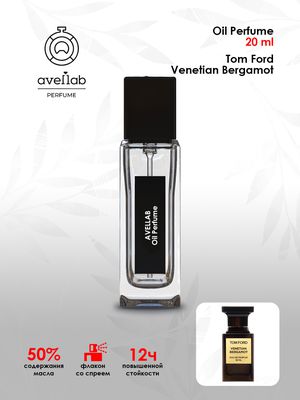 avellab
PERFUME
Oil Perfume
20 ml
Tom Ford
Venetian Bergamot
AVELLAB
Oil Perfume
50%
содержания
масла
флакон
со спреем
12ч
повышенной
стойкости
TOM FORD
VENETIAN
BERGAMOT